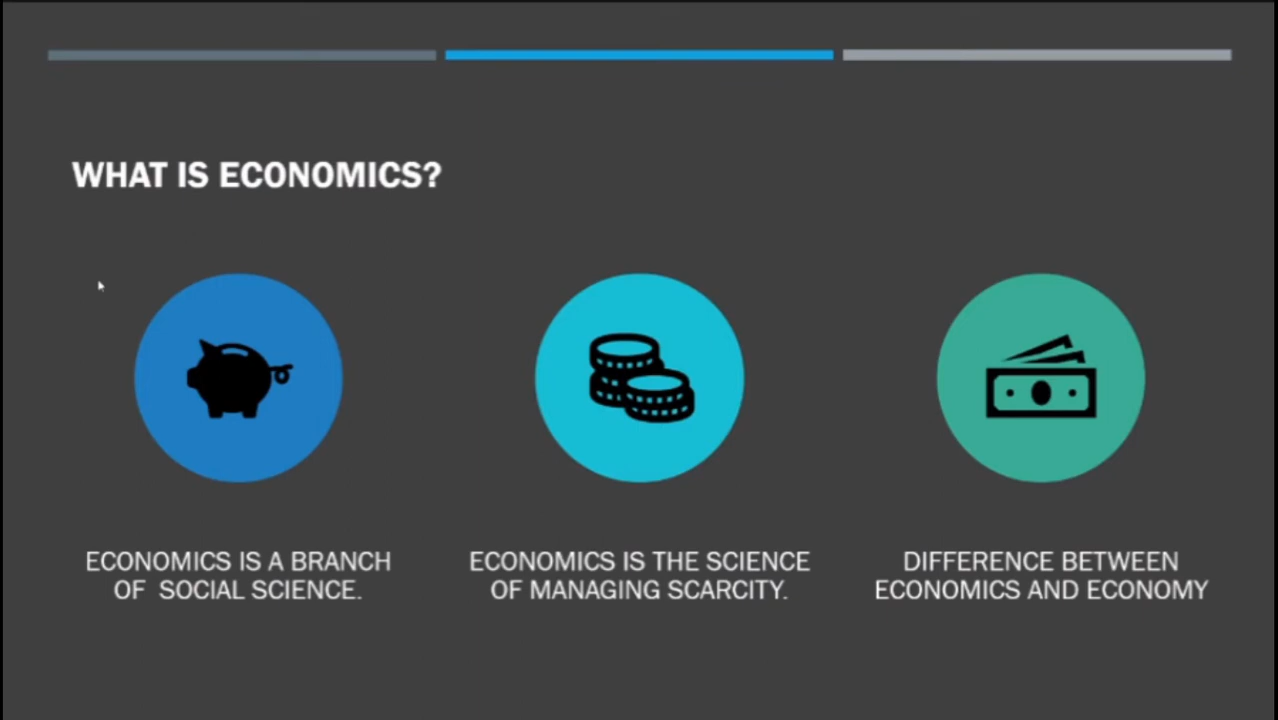 WHAT IS ECONOMICS?
ECONOMICS IS A BRANCH
OF  SOCIAL SCIENCE.
ECONOMICS IS THE SCIENCE
OF MANAGING SCARCITY.
DIFFERENCE BETWEEN
ECONOMICS AND ECONOMY